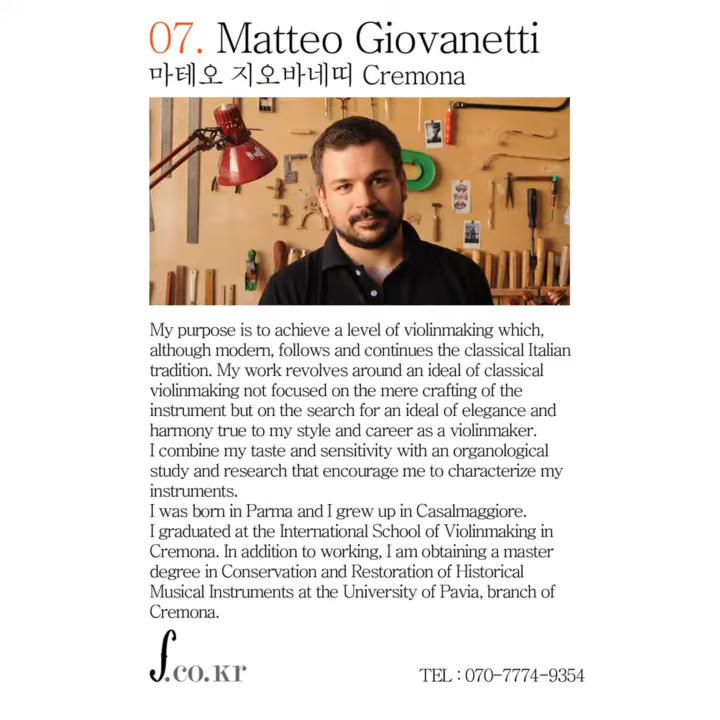 07. Matteo Giovanetti
마테오 지오바네띠 Cremona
My purpose is to achieve a level of violinmaking which,
although modern, follows and continues the classical Italian
tradition. My work revolves around an ideal of classical
violinmaking not focused on the mere crafting of the
instrument but on the search for an ideal of elegance and
harmony true to my style and career as a violinmaker.
I combine my taste and sensitivity with an organological
study and research that encourage me to characterize my
instruments.
I was born in Parma and I grew up in Casalmaggiore.
I graduated at the International School of Violinmaking in
Cremona. In addition to working, I am obtaining a master
degree in Conservation and Restoration of Historical
Musical Instruments at the University of Pavia, branch of
Cremona.
f.co.kr
TEL : 070-7774-9354